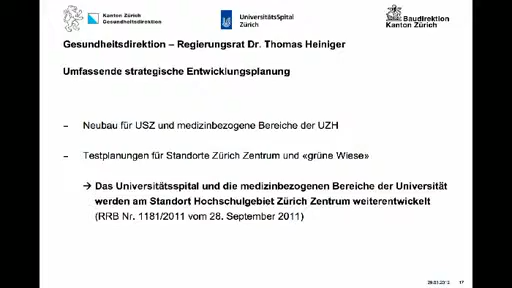 Kanton Zürich
Gesundheitsdirektion
UniversitätsSpital
Zürich
Baudirektion
Kanton Zürich
Gesundheitsdirektion – Regierungsrat Dr. Thomas Heiniger
Umfassende strategische Entwicklungsplanung
– Neubau für USZ und medizinbezogene Bereiche der UZH
– Testplanungen für Standorte Zürich Zentrum und «grüne Wiese»
→ Das Universitätsspital und die medizinbezogenen Bereiche der Universität
werden am Standort Hochschulgebiet Zürich Zentrum weiterentwickelt
(RRB Nr. 1181/2011 vom 28. September 2011)
17